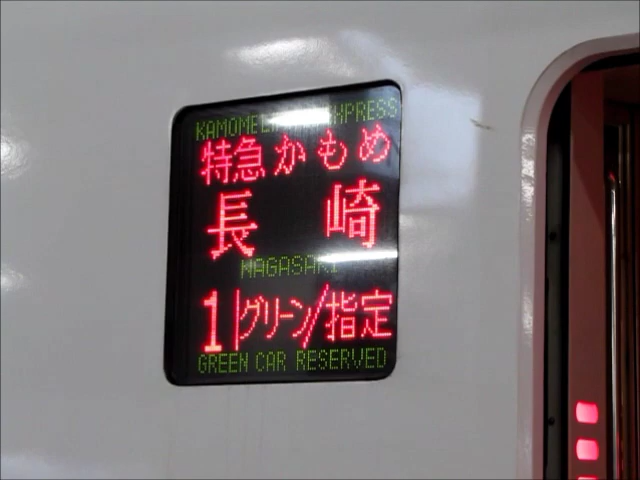 KAMOME EXPRESS
特急かもめ
長崎
NAGASAKI
1 グリーン/指定
GREEN CAR RESERVED